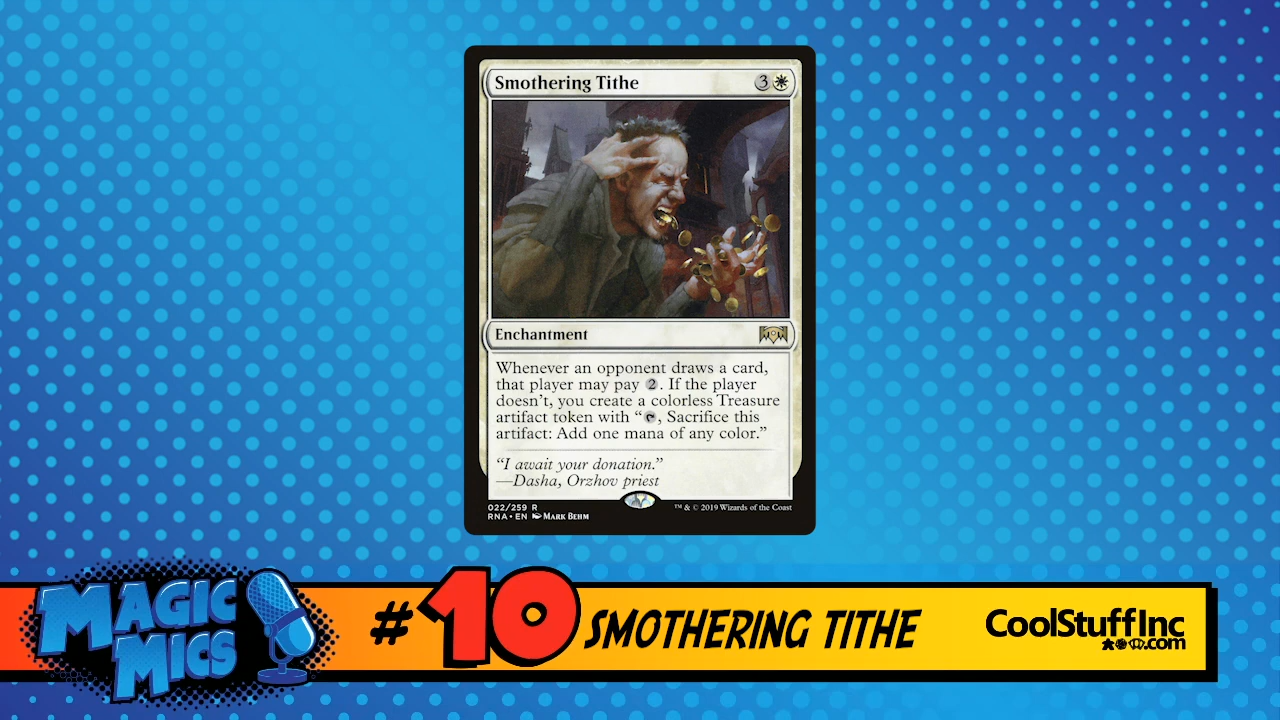 Smothering Tithe 3
Enchantment
Whenever an opponent draws a card,
that player may pay 2. If the player
doesn't, you create a colorless Treasure
artifact token with “, Sacrifice this
artifact: Add one mana of any color.”
“I await your donation.”
—Dasha, Orzhov priest
022/259 R
RNA • EN Mark Behm
™ & © 2019 Wizards of the Coast
MAGIC
MICS
#10 SMOTHERING TITHE
CoolStuffInc
.com